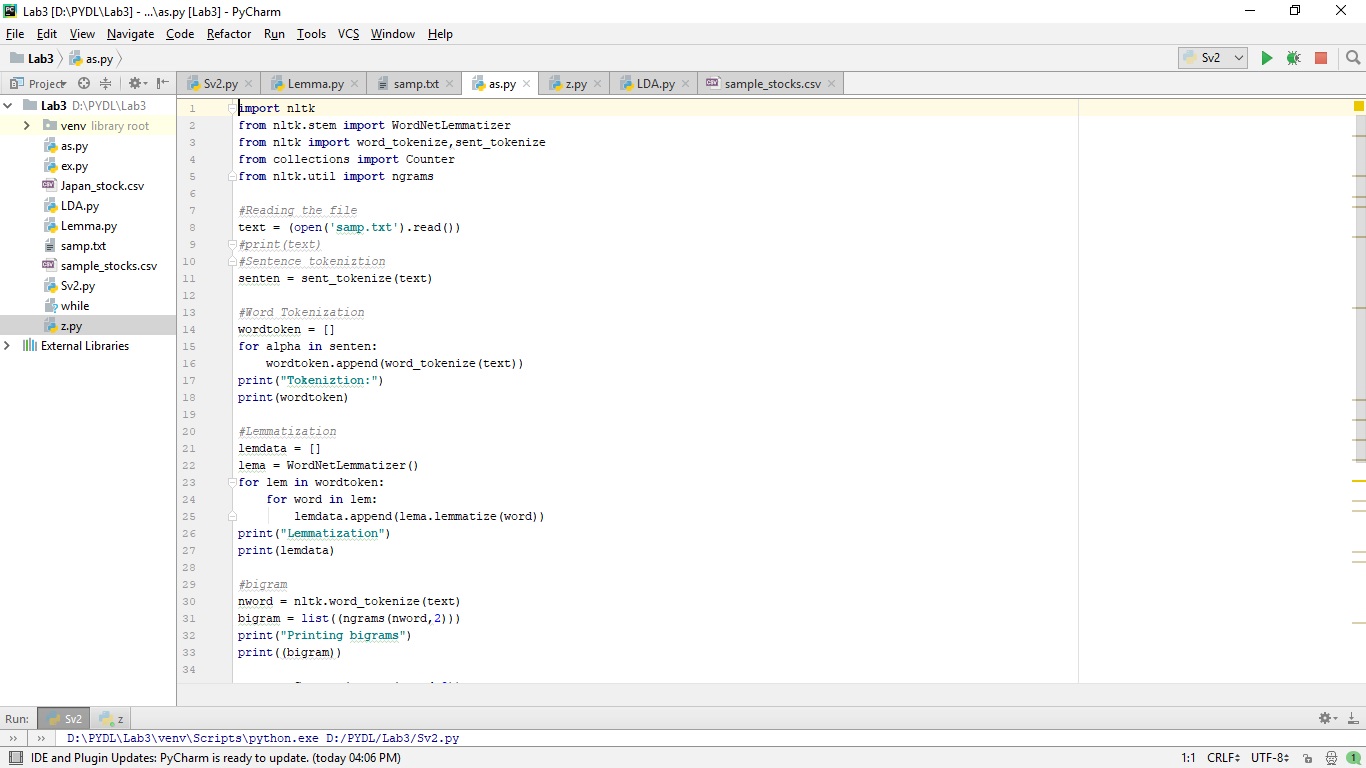 Lab3 [D:\PYDL\Lab3] - ...\as.py [Lab3] - PyCharm
File Edit View Navigate Code Refactor Run Tools VCS Window Help
Lab3 as.py Sv2
Project Sv2.py Lemma.py samp.txt as.py z.py LDA.py sample_stocks.csv
Lab3 D:\PYDL\Lab3
venv library root
as.py
ex.py
Japan_stock.csv
LDA.py
Lemma.py
samp.txt
sample_stocks.csv
Sv2.py
while
z.py
External Libraries
1 import nltk
2 from nltk.stem import WordNetLemmatizer
3 from nltk import word_tokenize,sent_tokenize
4 from collections import Counter
5 from nltk.util import ngrams
6
7 #Reading the file
8 text = (open('samp.txt').read())
9 #print(text)
10 #Sentence tokeniztion
11 senten = sent_tokenize(text)
12
13 #Word Tokenization
14 wordtoken = []
15 for alpha in senten:
16     wordtoken.append(word_tokenize(text))
17 print("Tokeniztion:")
18 print(wordtoken)
19
20 #Lemmatization
21 lemdata = []
22 lema = WordNetLemmatizer()
23 for lem in wordtoken:
24     for word in lem:
25         lemdata.append(lema.lemmatize(word))
26 print("Lemmatization")
27 print(lemdata)
28
29 #bigram
30 nword = nltk.word_tokenize(text)
31 bigram = list((ngrams(nword,2)))
32 print("Printing bigrams")
33 print((bigram))
34
Run: Sv2 z
D:\PYDL\Lab3\venv\Scripts\python.exe D:/PYDL/Lab3/Sv2.py
IDE and Plugin Updates: PyCharm is ready to update. (today 04:06 PM) 1:1 CRLF UTF-8 1